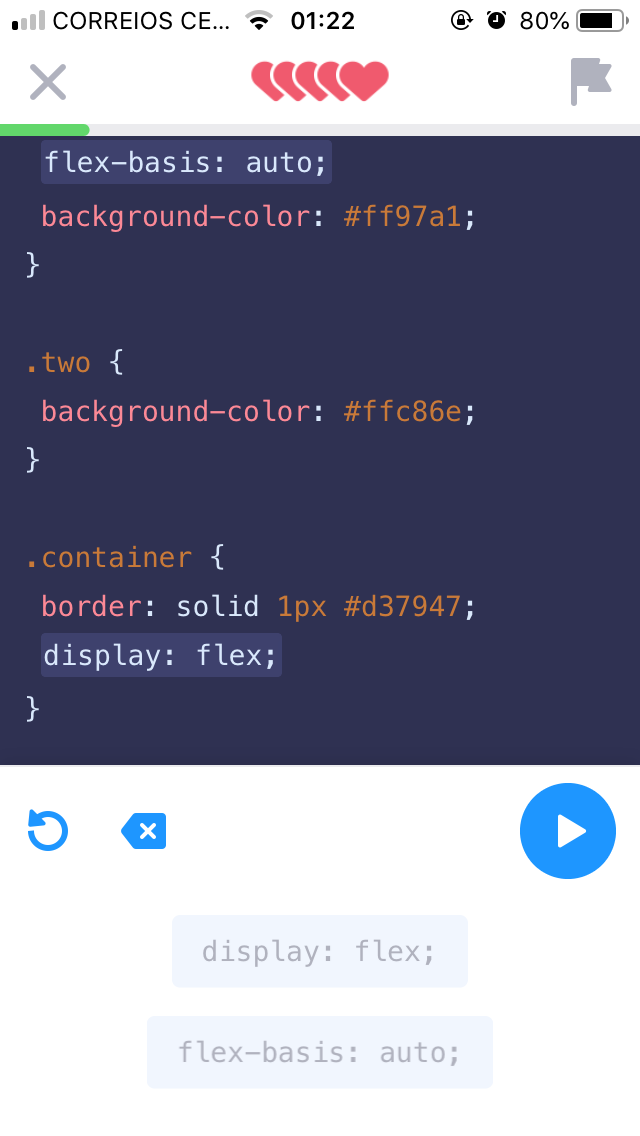 CORREIOS CE... 01:22 80%
flex-basis: auto;
background-color: #ff97a1;
}
.two {
background-color: #ffc86e;
}
.container {
border: solid 1px #d37947;
display: flex;
}
display: flex;
flex-basis: auto;